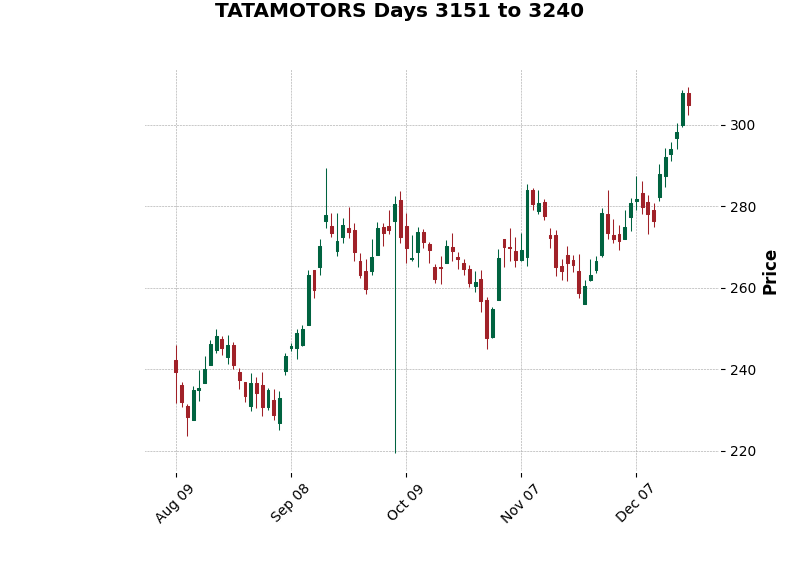 TATAMOTORS Days 3151 to 3240
300
280
260
240
220
Price
Aug 09
Sep 08
Oct 09
Nov 07
Dec 07